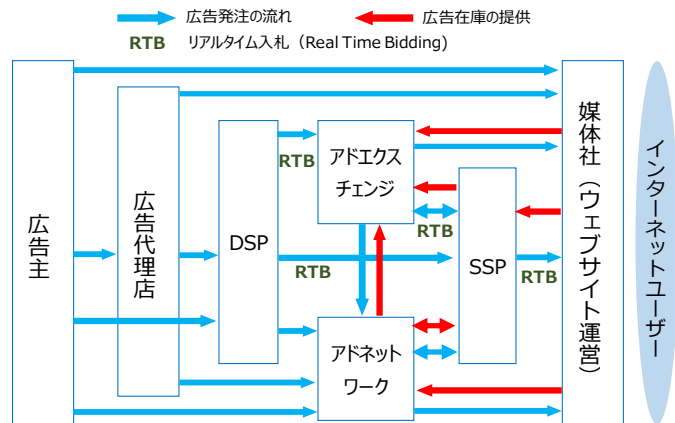 広告発注の流れ
広告在庫の提供
RTB リアルタイム入札（Real Time Bidding)
広告主
広告代理店
DSP
RTB
アドエクス
チェンジ
RTB
RTB
SSP
RTB
アドネット
ワーク
媒体社（ウェブサイト運営）
インターネットユーザー